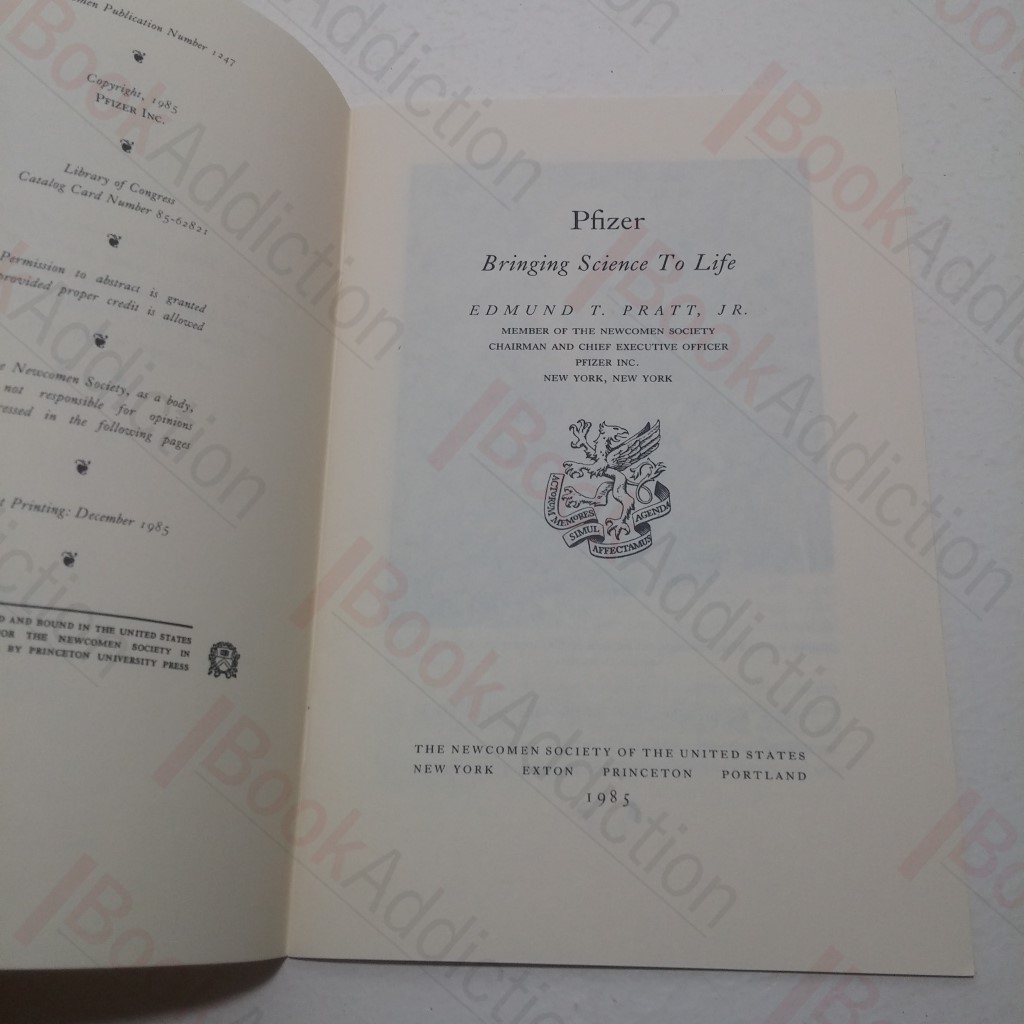 Publication Number 1247
Copyright, 1985
PFIZER INC.
Library of Congress
Catalog Card Number 85-62821
Permission to abstract is granted
provided proper credit is allowed
Newcomen Society, as a body,
not responsible for opinions
in the following pages
Printing: December 1985
AND BOUND IN THE UNITED STATES
THE NEWCOMEN SOCIETY IN
BY PRINCETON UNIVERSITY PRESS
Pfizer
Bringing Science To Life
EDMUND T. PRATT, JR.
MEMBER OF THE NEWCOMEN SOCIETY
CHAIRMAN AND CHIEF EXECUTIVE OFFICER
PFIZER INC.
NEW YORK, NEW YORK
ACTORUM
MEMORES
SIMUL
AFFECTAMUS
AGENDA
THE NEWCOMEN SOCIETY OF THE UNITED STATES
NEW YORK EXTON PRINCETON PORTLAND
1985
BookAddiction